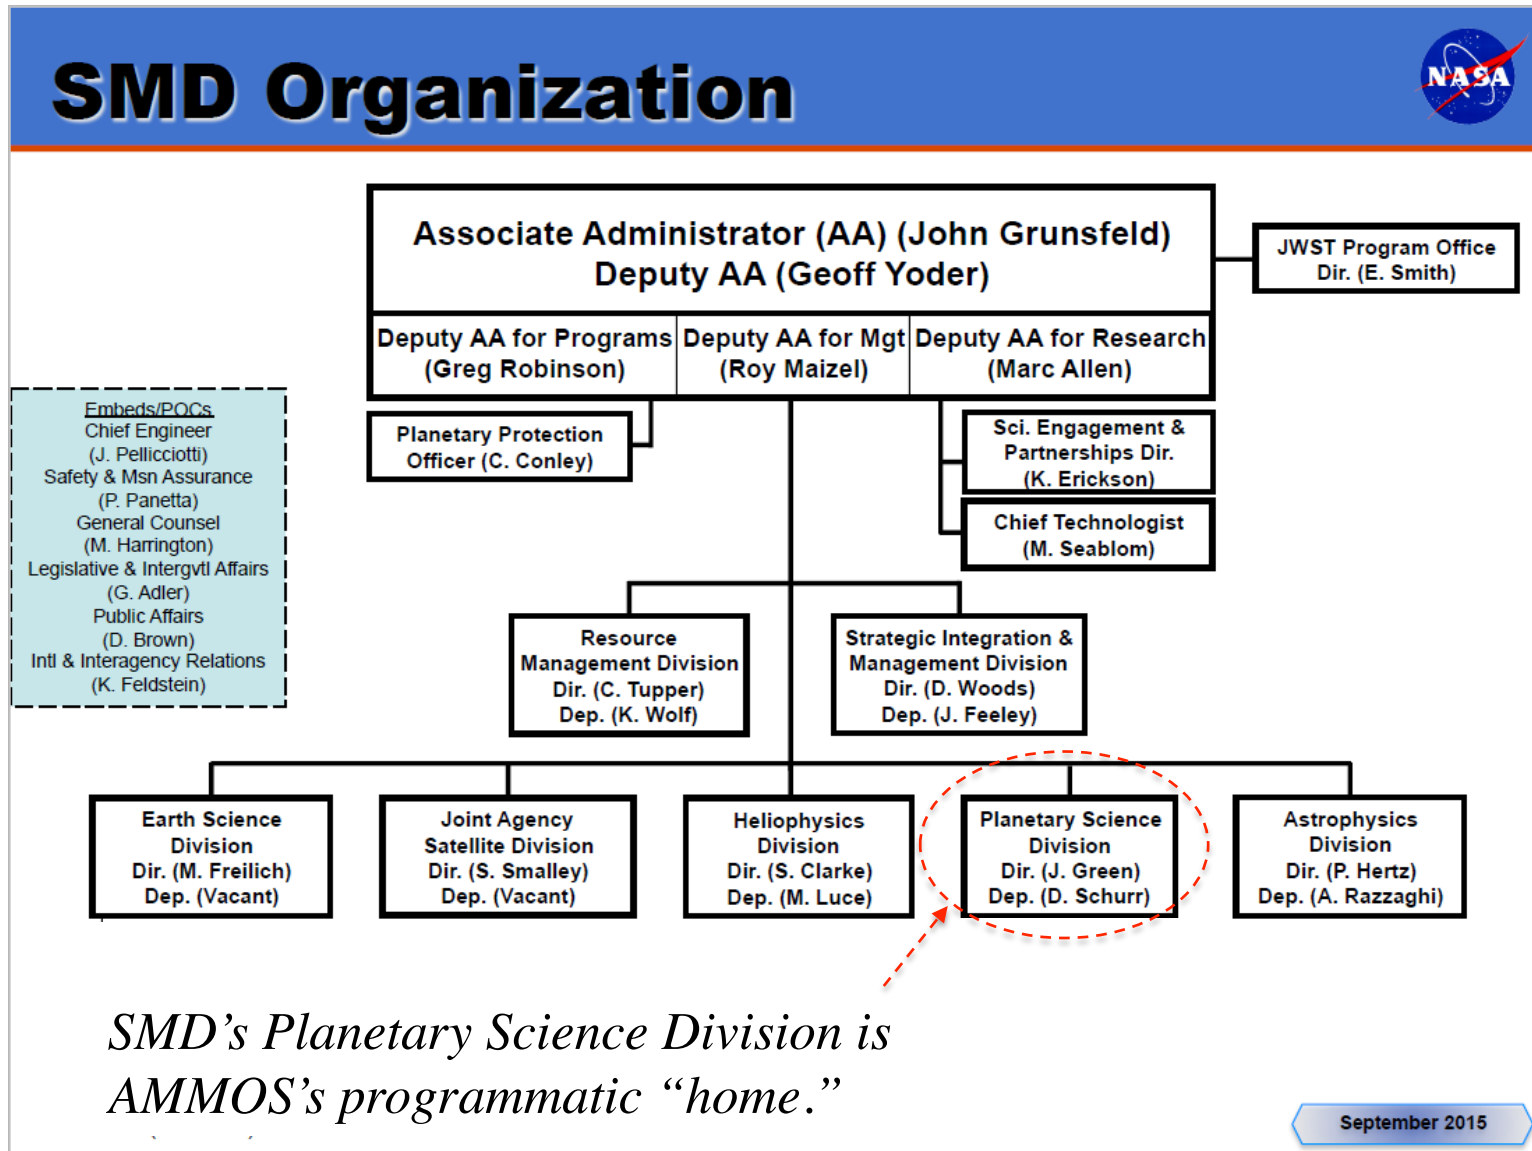 SMD Organization
NASA
Associate Administrator (AA) (John Grunsfeld)
Deputy AA (Geoff Yoder)
JWST Program Office
Dir. (E. Smith)
Deputy AA for Programs
(Greg Robinson)
Deputy AA for Mgt
(Roy Maizel)
Deputy AA for Research
(Marc Allen)
Embeds/POCs
Chief Engineer
(J. Pellicciotti)
Safety & Msn Assurance
(P. Panetta)
General Counsel
(M. Harrington)
Legislative & Intergvtl Affairs
(G. Adler)
Public Affairs
(D. Brown)
Intl & Interagency Relations
(K. Feldstein)
Planetary Protection
Officer (C. Conley)
Sci. Engagement &
Partnerships Dir.
(K. Erickson)
Chief Technologist
(M. Seablom)
Resource
Management Division
Dir. (C. Tupper)
Dep. (K. Wolf)
Strategic Integration &
Management Division
Dir. (D. Woods)
Dep. (J. Feeley)
Earth Science
Division
Dir. (M. Freilich)
Dep. (Vacant)
Joint Agency
Satellite Division
Dir. (S. Smalley)
Dep. (Vacant)
Heliophysics
Division
Dir. (S. Clarke)
Dep. (M. Luce)
Planetary Science
Division
Dir. (J. Green)
Dep. (D. Schurr)
Astrophysics
Division
Dir. (P. Hertz)
Dep. (A. Razzaghi)
SMD’s Planetary Science Division is
AMMOS’s programmatic “home.”
September 2015